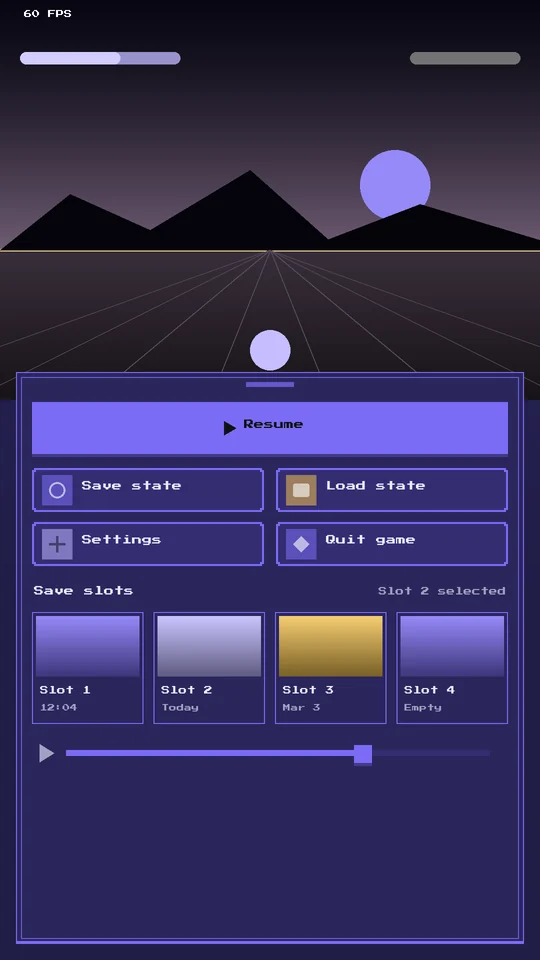 60 FPS
Resume
Save state
Load state
Settings
Quit game
Save slots
Slot 2 selected
Slot 1
Slot 2
Slot 3
Slot 4
12:04
Today
Mar 3
Empty